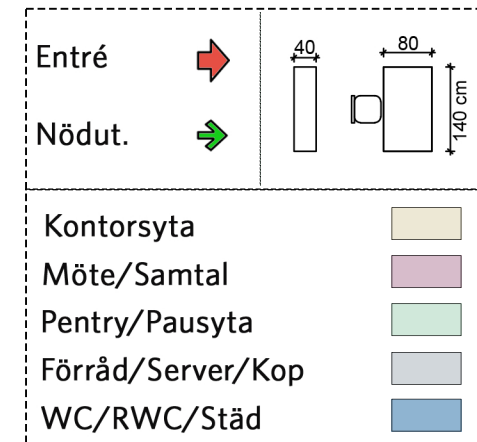 Entré
40
80
140 cm
Nödut.
Kontorsyta
Möte/Samtal
Pentry/Pausyta
Förråd/Server/Kop
WC/RWC/Städ